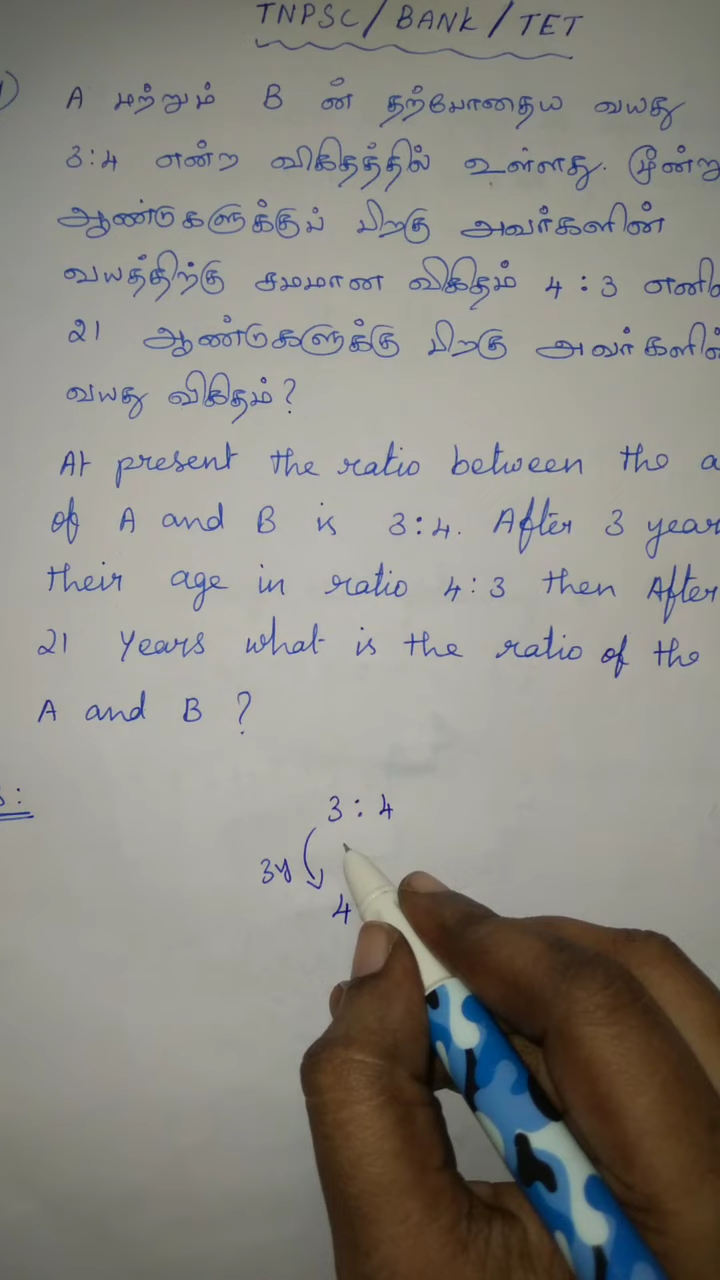 TNPSC / BANK / TET
A மற்றும் B ன் தற்போதைய வயது
3:4 என்ற விகிதத்தில் உள்ளது. மூன்று
ஆண்டுகளுக்குப் பிறகு அவர்களின்
வயத்திற்கு சமமான விகிதம் 4 : 3 எனி
21 ஆண்டுகளுக்கு பிறகு அவர்களின்
வயது விகிதம்?
At present the ratio between the a
of A and B is 3:4. After 3 year
their age in ratio 4:3 then After
21 Years what is the ratio of the
A and B ?
3 : 4
3y
4